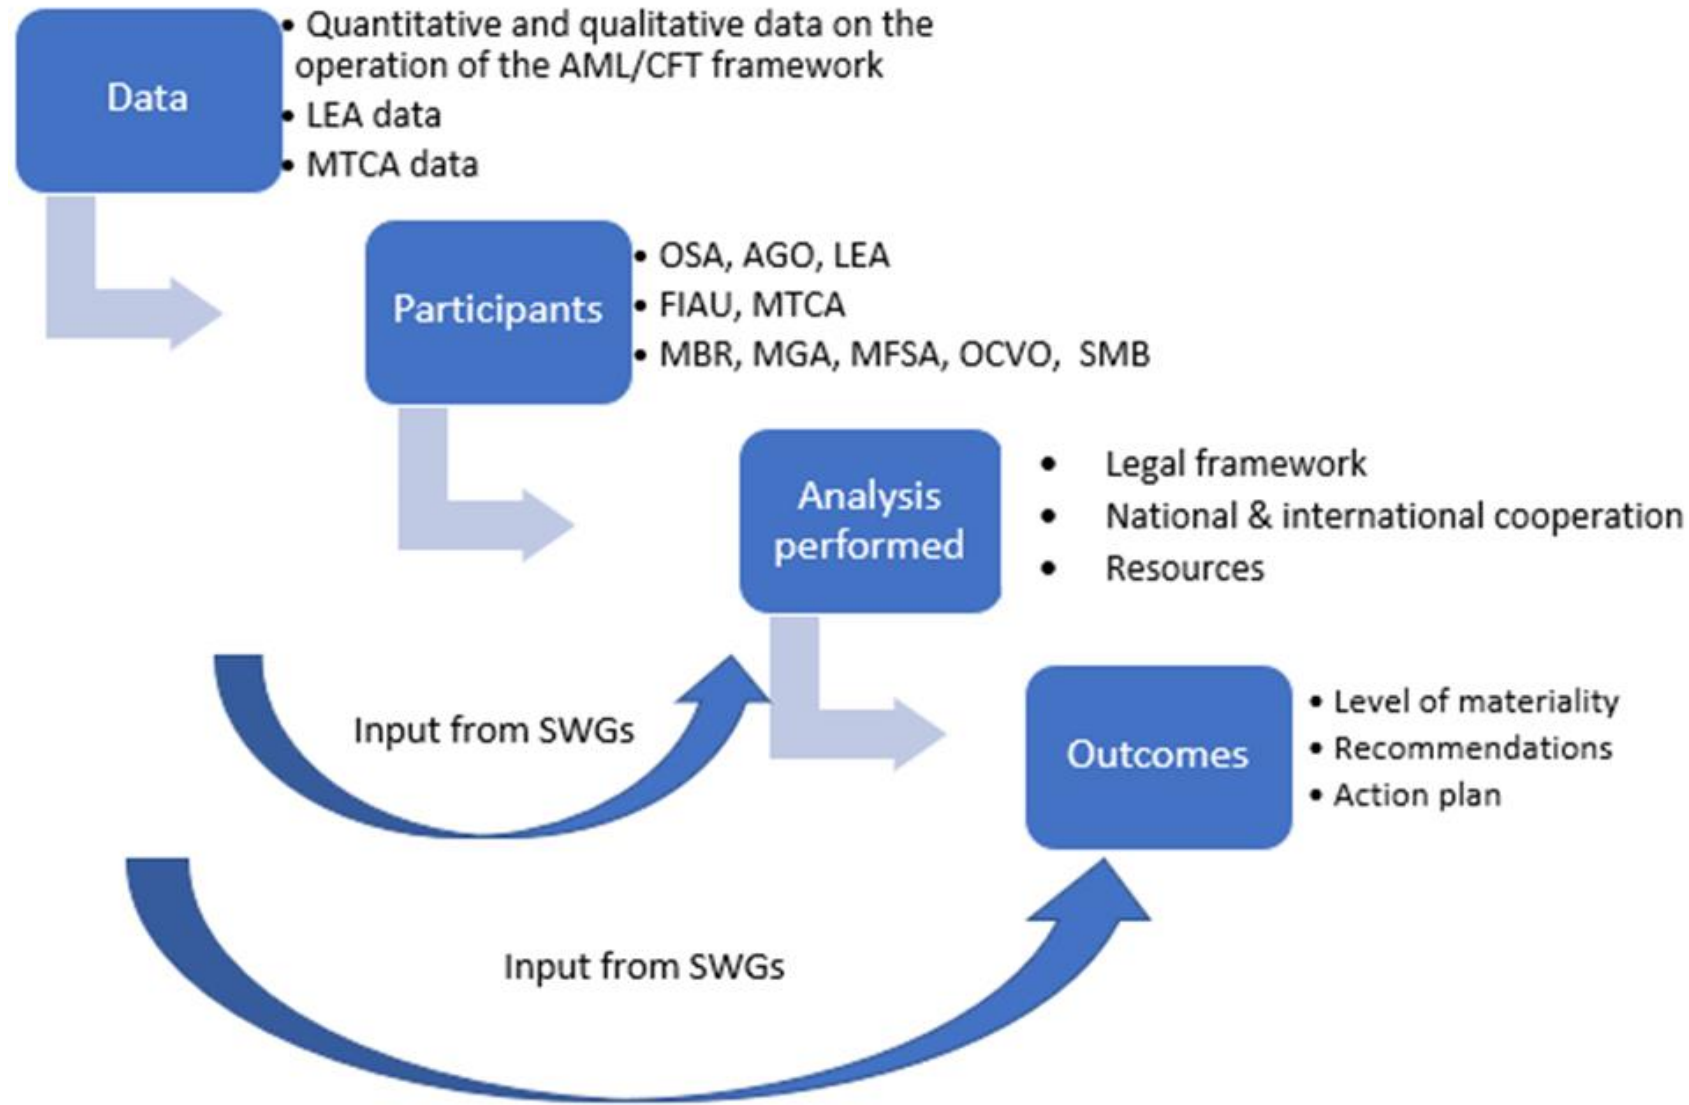 Data
• Quantitative and qualitative data on the
operation of the AML/CFT framework
• LEA data
• MTCA data
Participants
• OSA, AGO, LEA
• FIAU, MTCA
• MBR, MGA, MFSA, OCVO, SMB
Analysis
performed
• Legal framework
• National & international cooperation
• Resources
Input from SWGs
Outcomes
• Level of materiality
• Recommendations
• Action plan
Input from SWGs